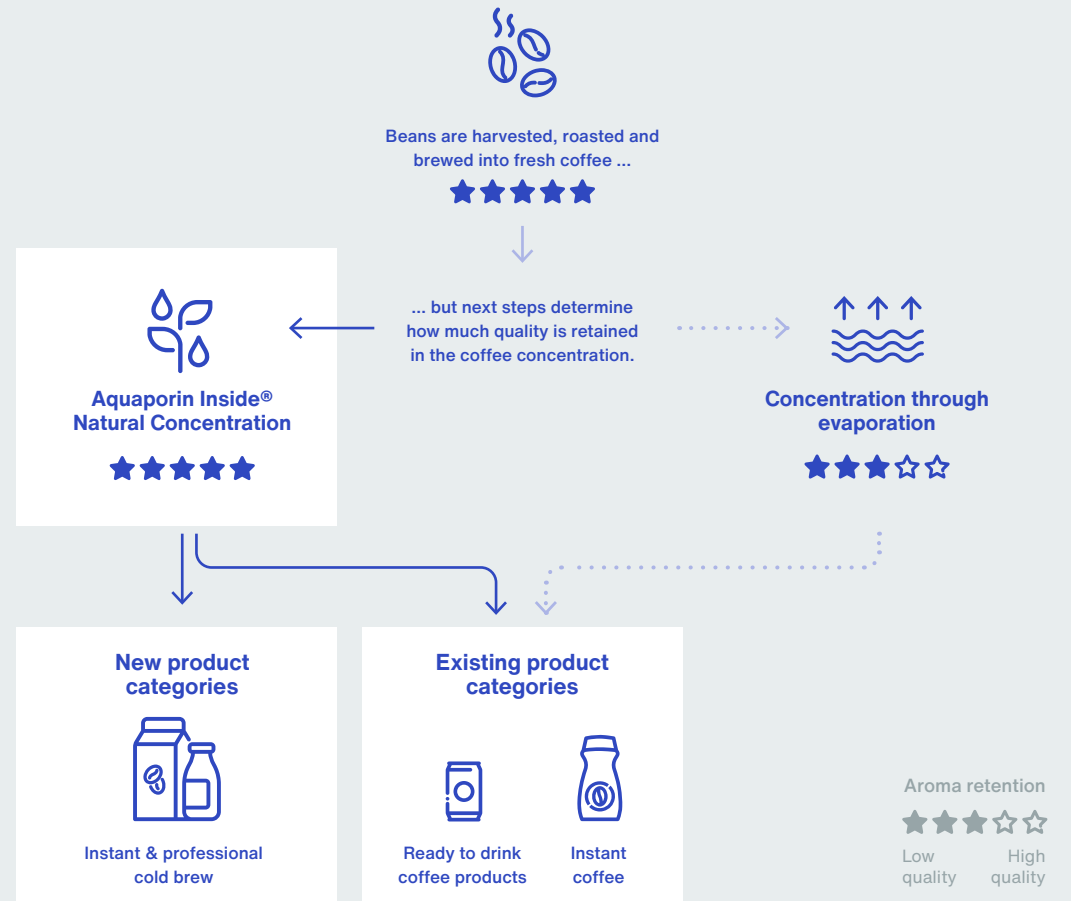 Beans are harvested, roasted and
brewed into fresh coffee ...
... but next steps determine
how much quality is retained
in the coffee concentration.
Aquaporin Inside®
Natural Concentration
Concentration through
evaporation
New product
categories
Instant & professional
cold brew
Existing product
categories
Ready to drink
coffee products
Instant
coffee
Aroma retention
Low
quality
High
quality